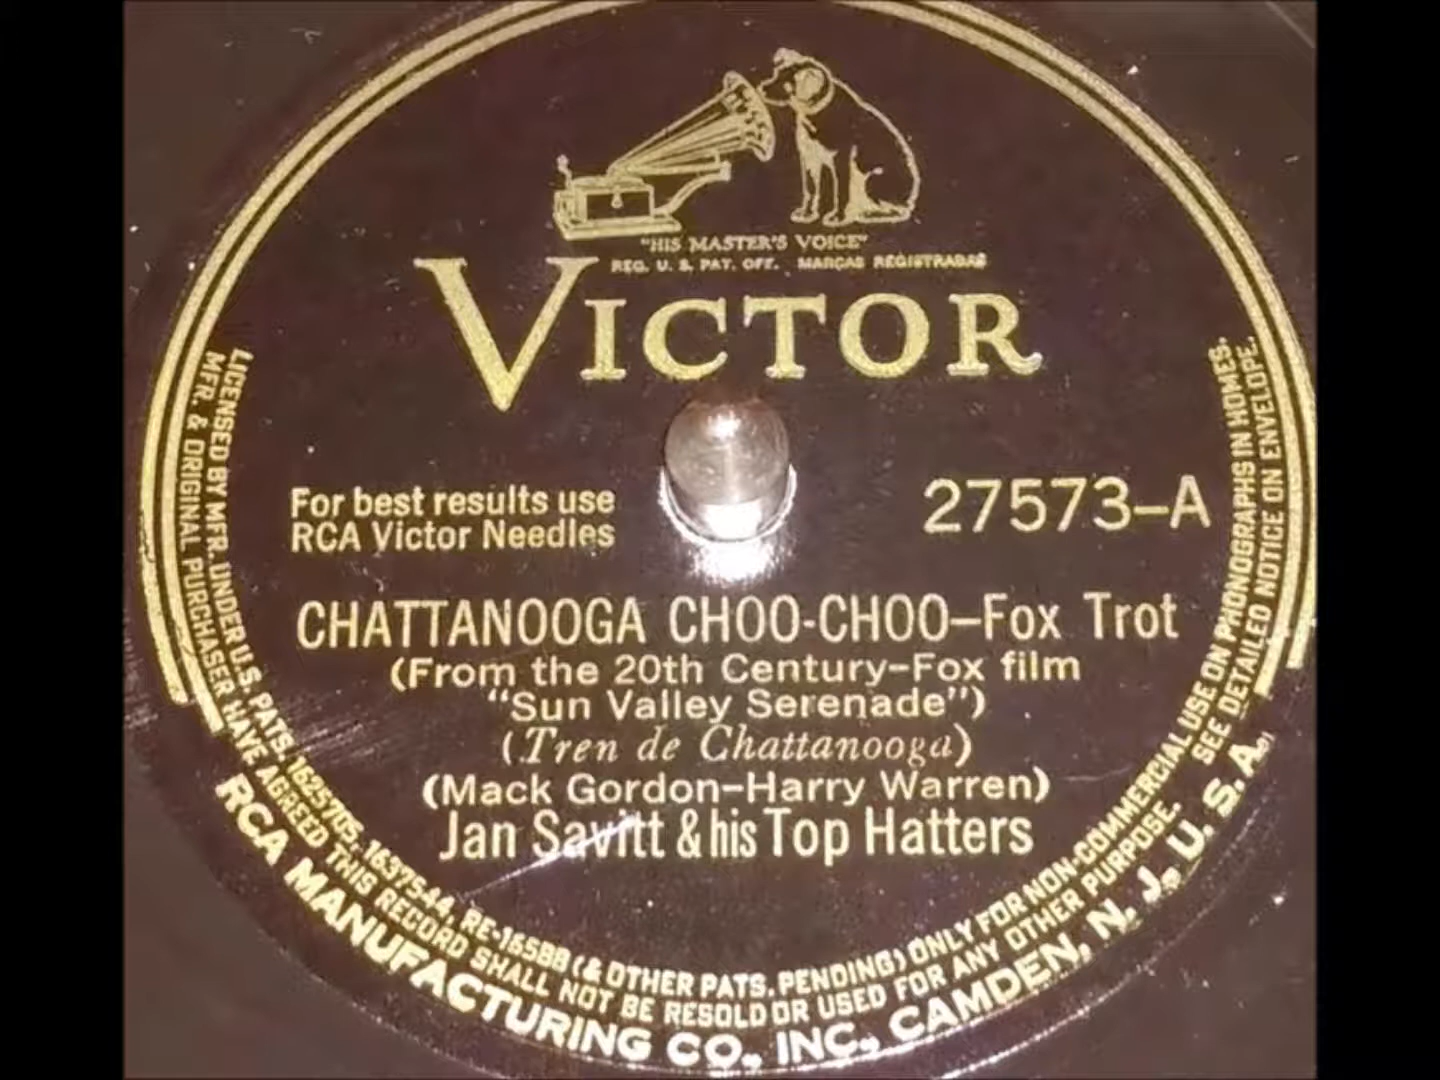 "HIS MASTER'S VOICE"
REG. U. S. PAT. OFF. MARCAS REGISTRADAS
VICTOR
For best results use
RCA Victor Needles
27573-A
CHATTANOOGA CHOO-CHOO—Fox Trot
(From the 20th Century-Fox film
"Sun Valley Serenade")
(Tren de Chattanooga)
(Mack Gordon-Harry Warren)
Jan Savitt & his Top Hatters
LICENSED BY MFR. UNDER U.S. PATS. 1625705, 1637544, RE-16588 (& OTHER PATS. PENDING) ONLY FOR NON-COMMERCIAL USE ON PHONOGRAPHS IN HOMES.
MFR. & ORIGINAL PURCHASER HAVE AGREED THIS RECORD SHALL NOT BE RESOLD OR USED FOR ANY OTHER PURPOSE. SEE DETAILED NOTICE ON ENVELOPE.
RCA MANUFACTURING CO., INC., CAMDEN, N. J., U. S. A.